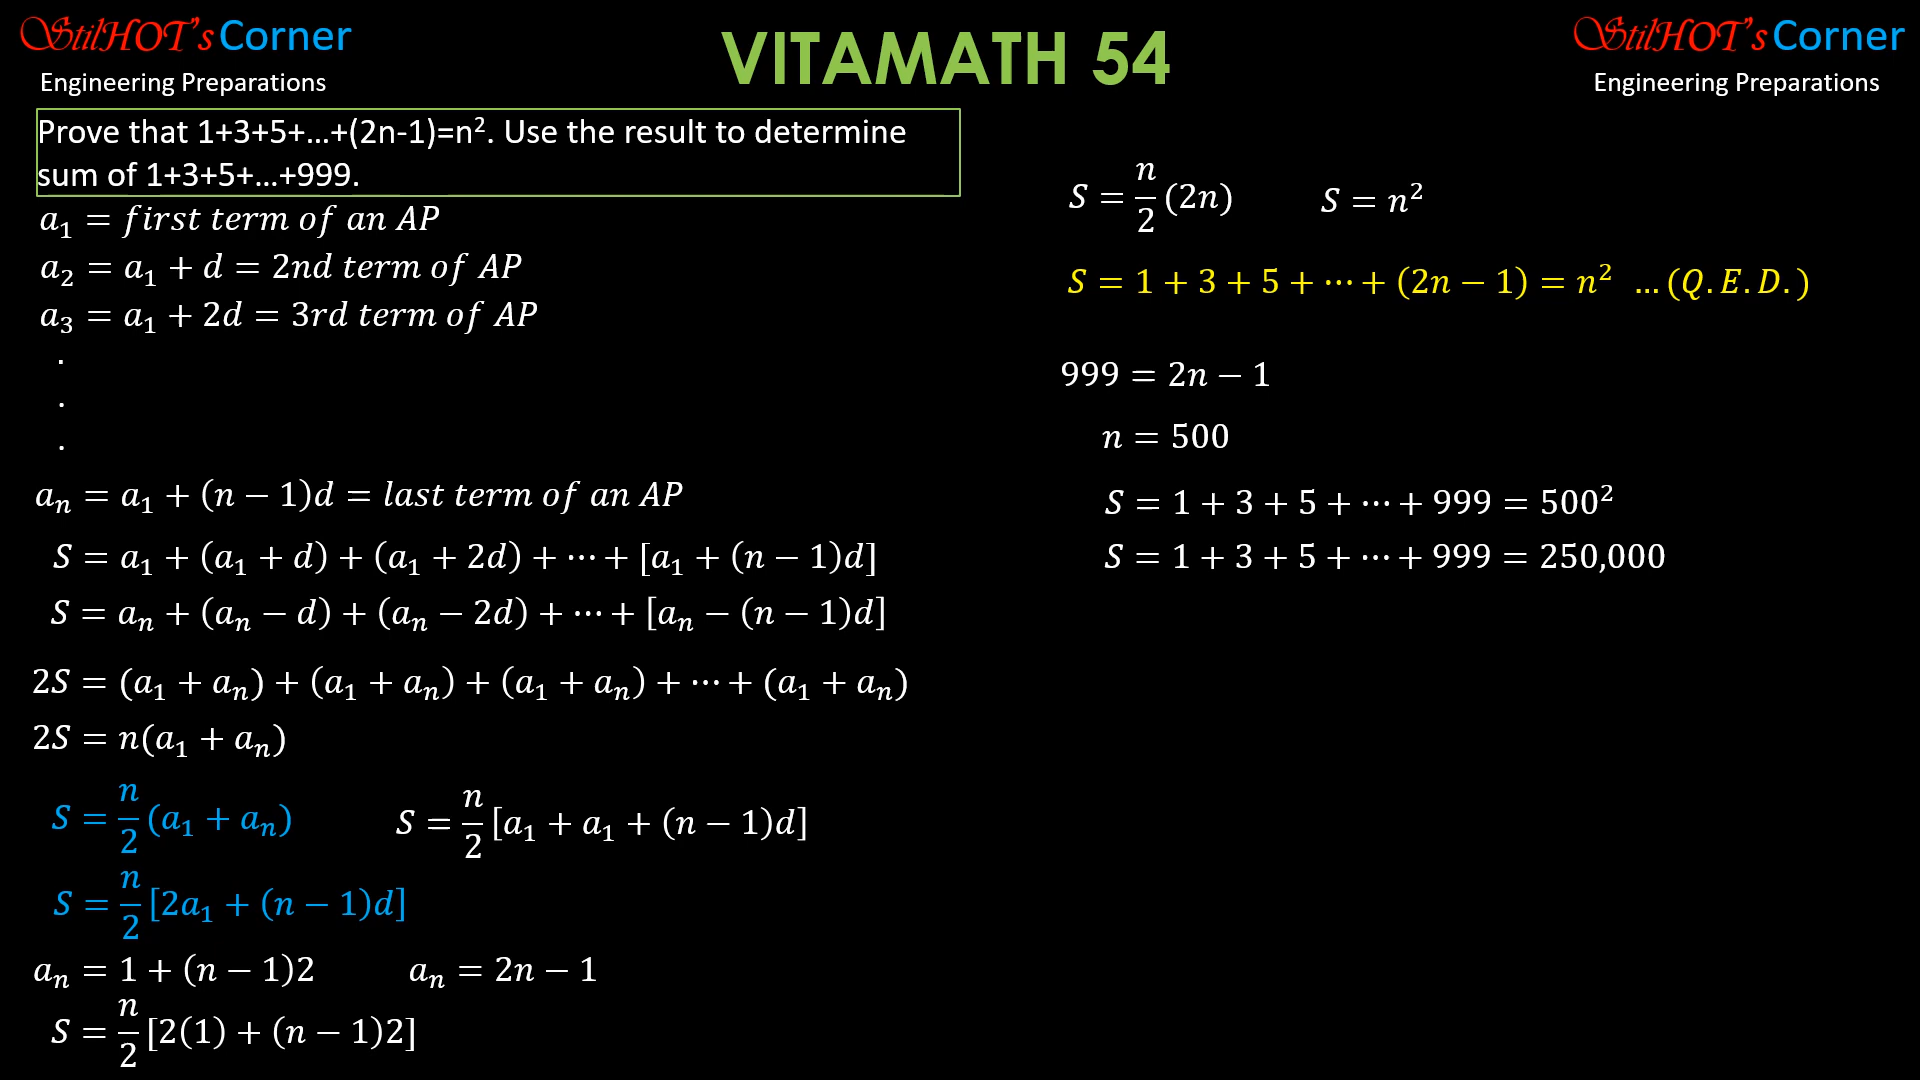 StilHOT's Corner
Engineering Preparations
VITAMATH 54
StilHOT's Corner
Engineering Preparations
Prove that 1+3+5+...+(2n-1)=n². Use the result to determine
sum of 1+3+5+...+999.
a₁ = first term of an AP
a₂ = a₁ + d = 2nd term of AP
a₃ = a₁ + 2d = 3rd term of AP
.
.
.
aₙ = a₁ + (n − 1)d = last term of an AP
S = a₁ + (a₁ + d) + (a₁ + 2d) + ⋯ + [a₁ + (n − 1)d]
S = aₙ + (aₙ − d) + (aₙ − 2d) + ⋯ + [aₙ − (n − 1)d]
2S = (a₁ + aₙ) + (a₁ + aₙ) + (a₁ + aₙ) + ⋯ + (a₁ + aₙ)
2S = n(a₁ + aₙ)
S = n/2 (a₁ + aₙ) S = n/2 [a₁ + a₁ + (n − 1)d]
S = n/2 [2a₁ + (n − 1)d]
aₙ = 1 + (n − 1)2 aₙ = 2n − 1
S = n/2 [2(1) + (n − 1)2]
S = n/2 (2n) S = n²
S = 1 + 3 + 5 + ⋯ + (2n − 1) = n² ... (Q.E.D.)
999 = 2n − 1
n = 500
S = 1 + 3 + 5 + ⋯ + 999 = 500²
S = 1 + 3 + 5 + ⋯ + 999 = 250,000